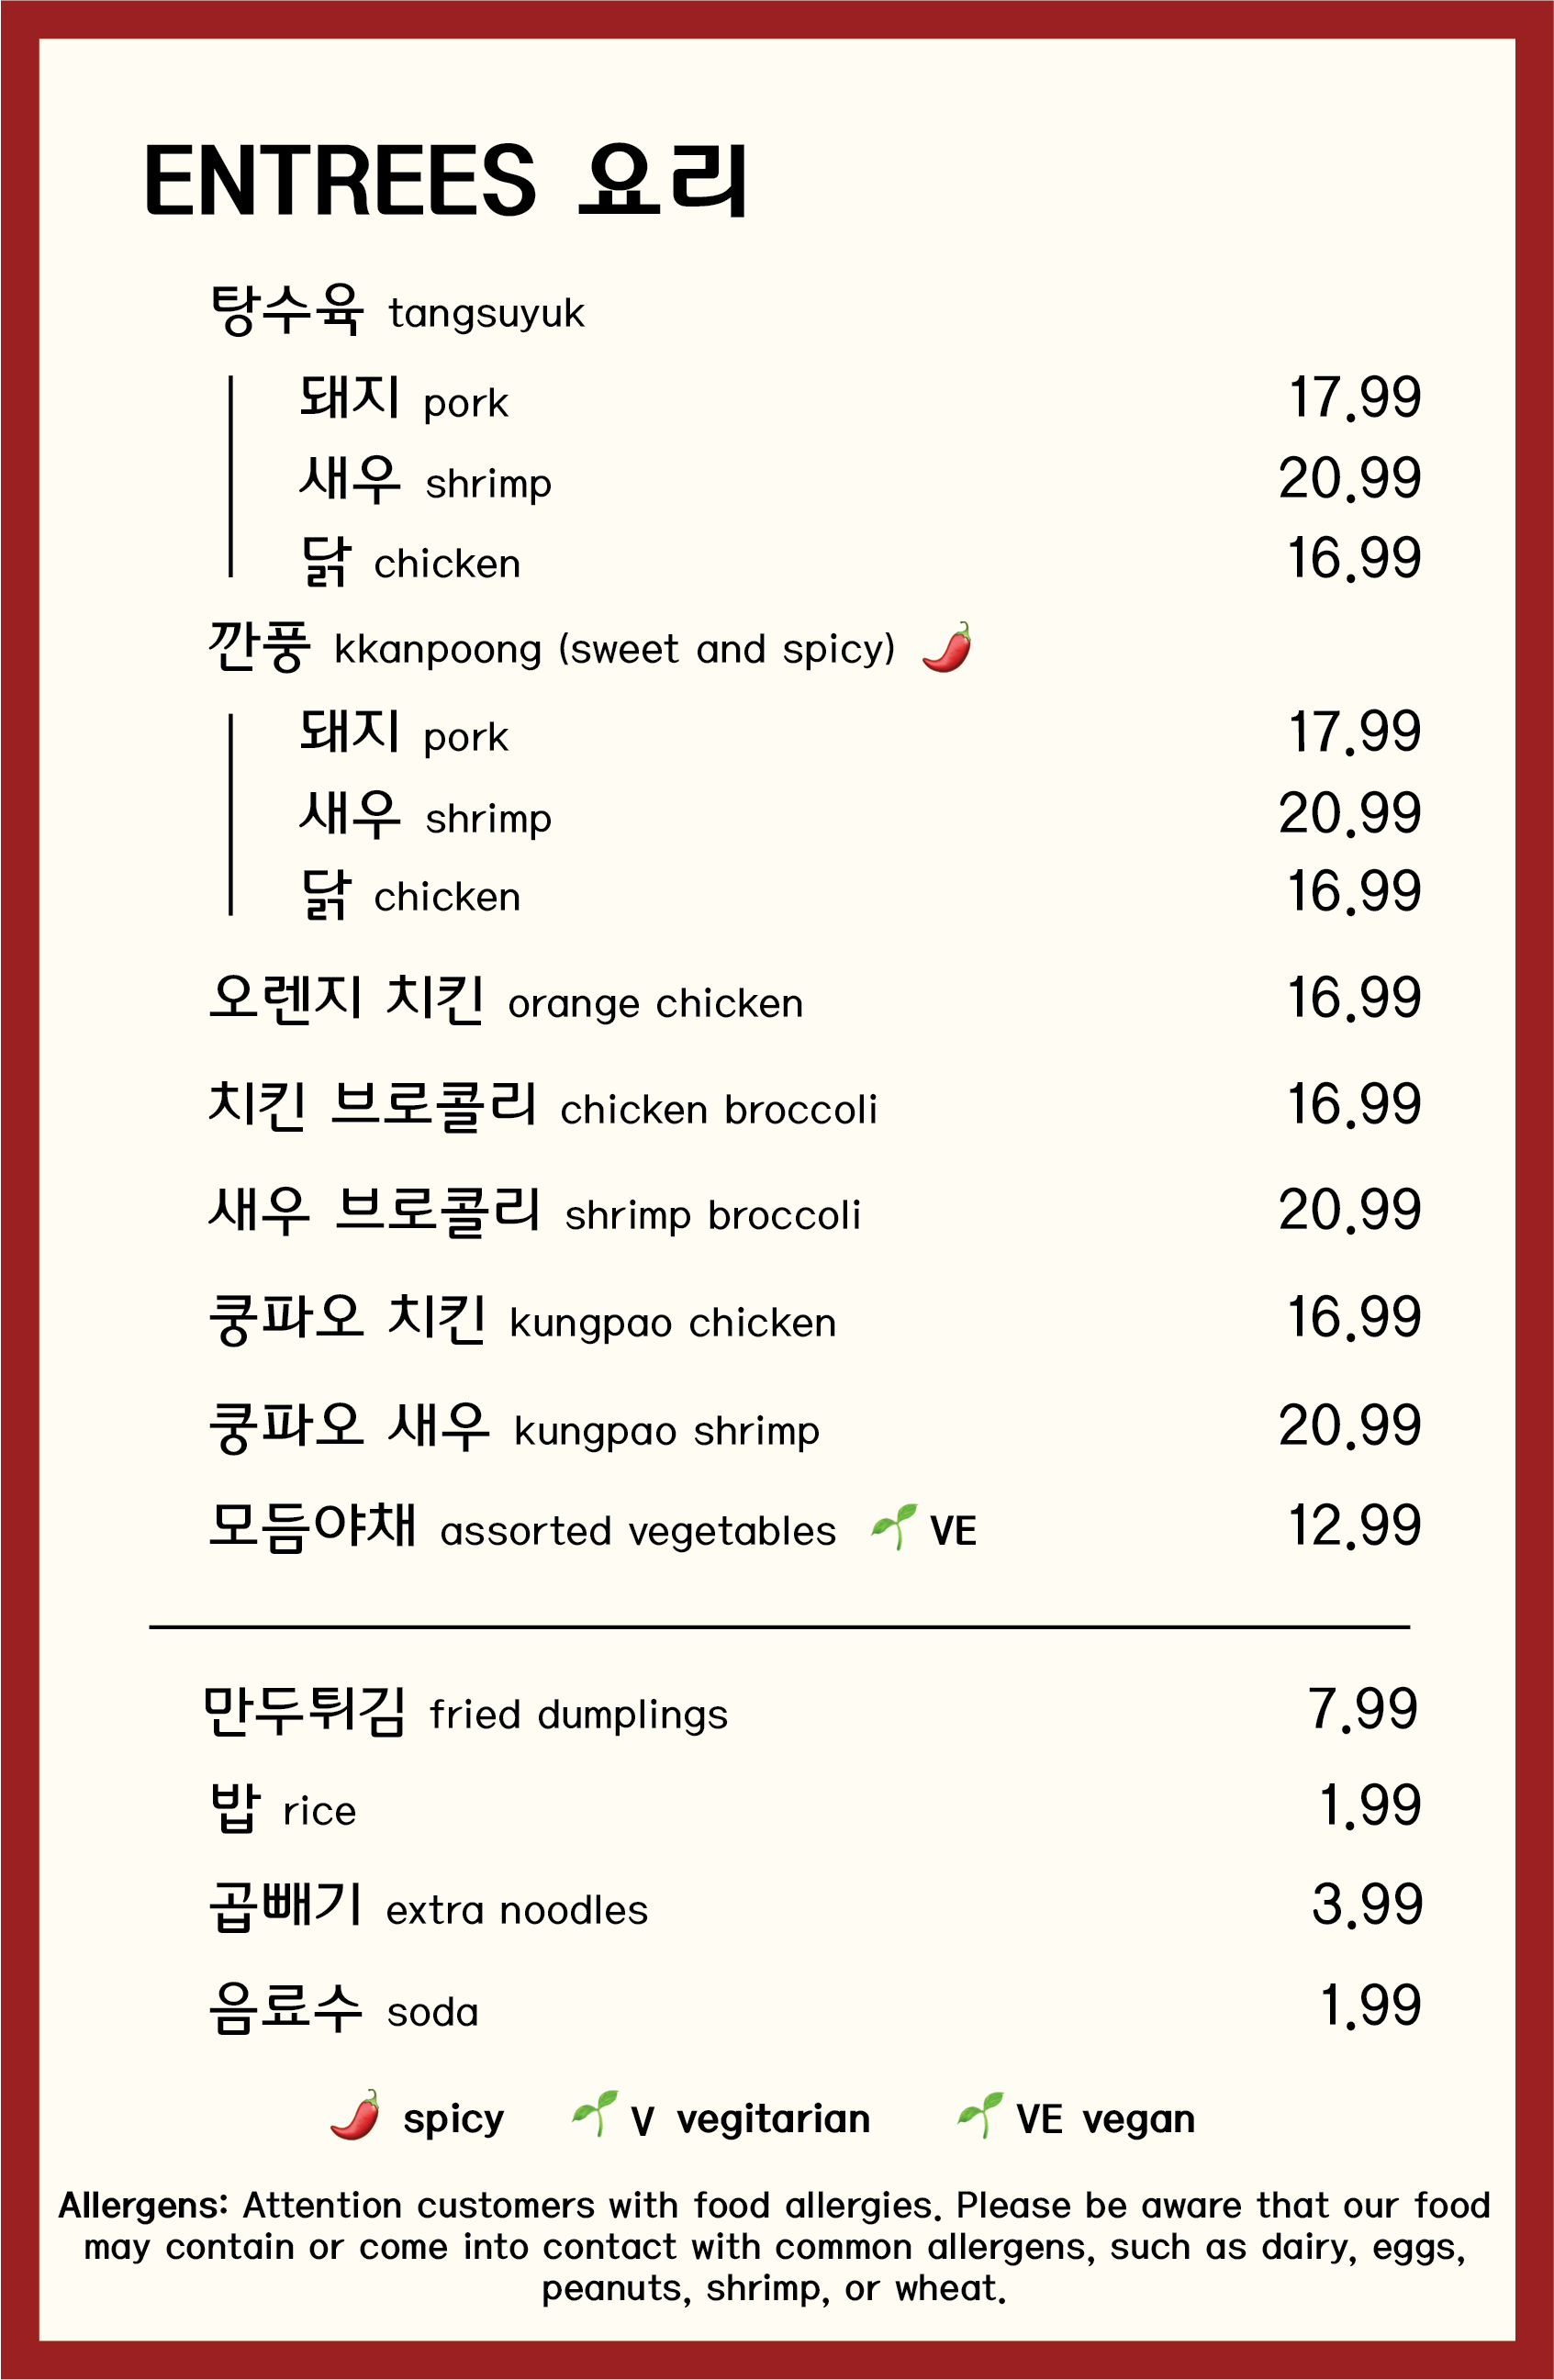 ENTREES 요리
탕수육 tangsuyuk
돼지 pork 17.99
새우 shrimp 20.99
닭 chicken 16.99
깐풍 kkanpoong (sweet and spicy) 🌶️
돼지 pork 17.99
새우 shrimp 20.99
닭 chicken 16.99
오렌지 치킨 orange chicken 16.99
치킨 브로콜리 chicken broccoli 16.99
새우 브로콜리 shrimp broccoli 20.99
쿵파오 치킨 kungpao chicken 16.99
쿵파오 새우 kungpao shrimp 20.99
모듬야채 assorted vegetables 🌱 VE 12.99
만두튀김 fried dumplings 7.99
밥 rice 1.99
곱빼기 extra noodles 3.99
음료수 soda 1.99
🌶️ spicy 🌱 V vegitarian 🌱 VE vegan
Allergens: Attention customers with food allergies. Please be aware that our food
may contain or come into contact with common allergens, such as dairy, eggs,
peanuts, shrimp, or wheat.